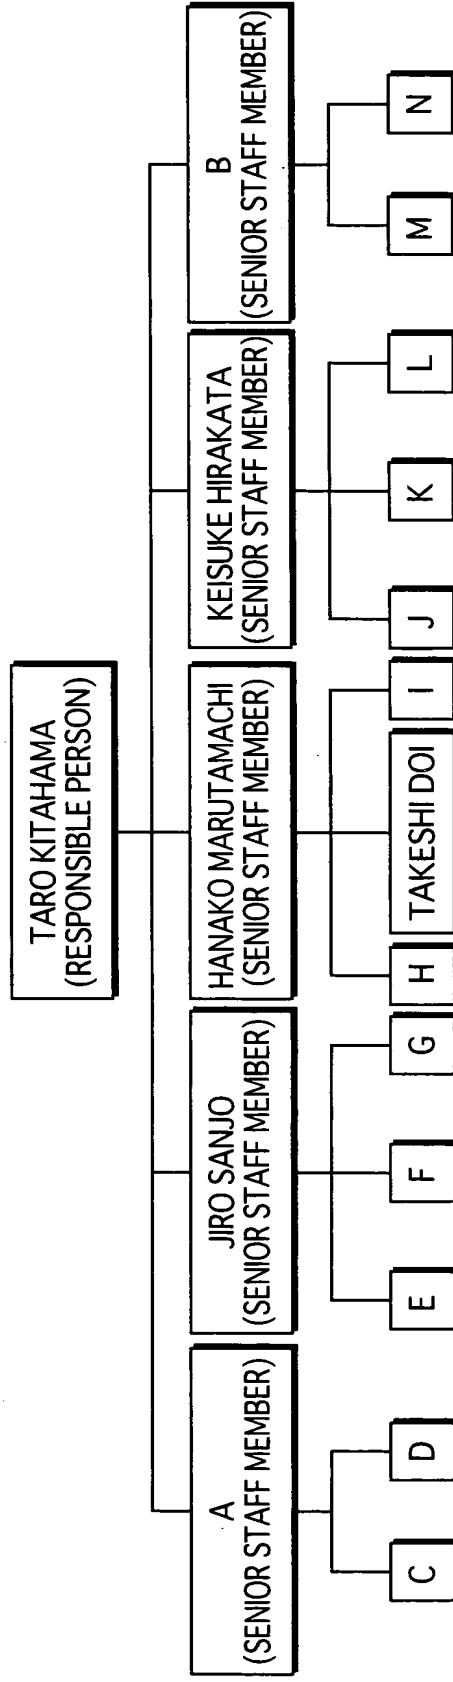 TARO KITAHAMA
(RESPONSIBLE PERSON)
A
(SENIOR STAFF MEMBER)
JIRO SANJO
(SENIOR STAFF MEMBER)
HANAKO MARUTAMACHI
(SENIOR STAFF MEMBER)
KEISUKE HIRAKATA
(SENIOR STAFF MEMBER)
B
(SENIOR STAFF MEMBER)
C
D
E
F
G
H
TAKESHI DOI
I
J
K
L
M
N